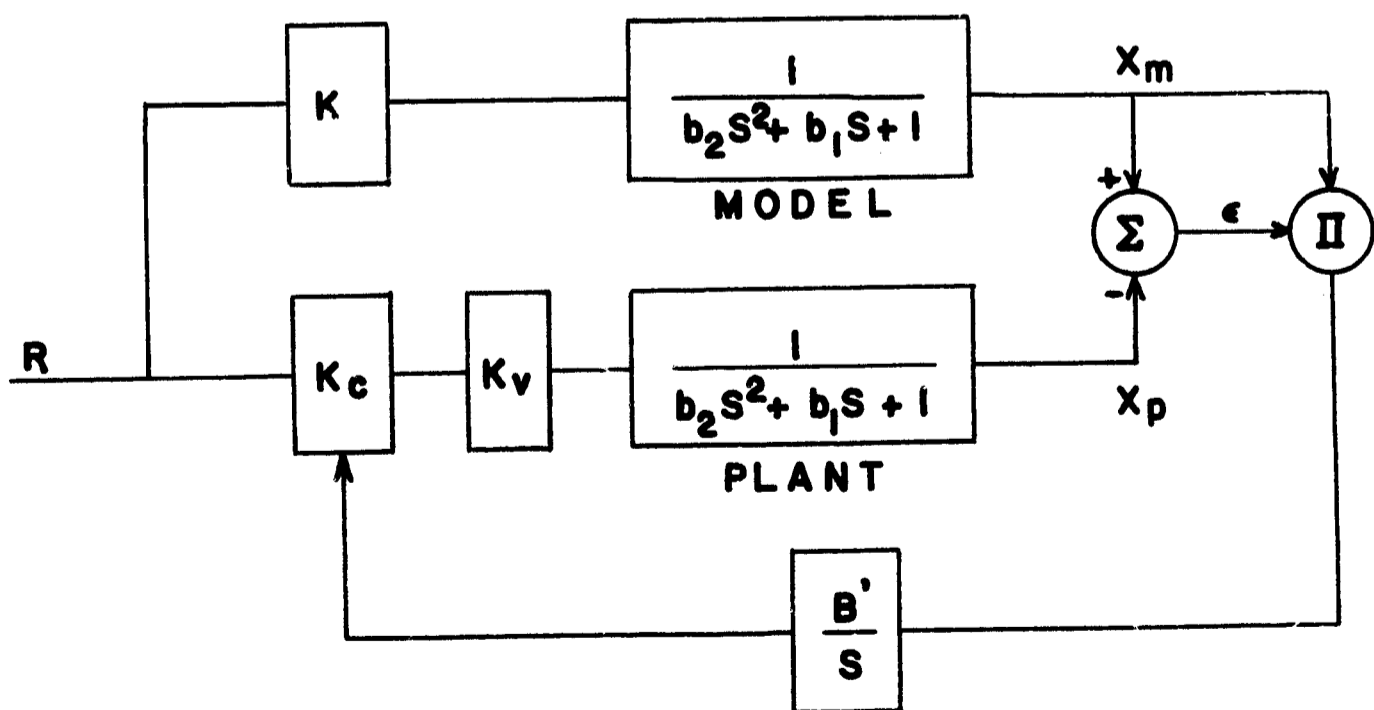 K
1
b₂S²+ b₁S + 1
MODEL
Xm
+
Σ
ϵ
Π
-
R
Kc
Kv
1
b₂S²+ b₁S + 1
PLANT
Xp
B'
S